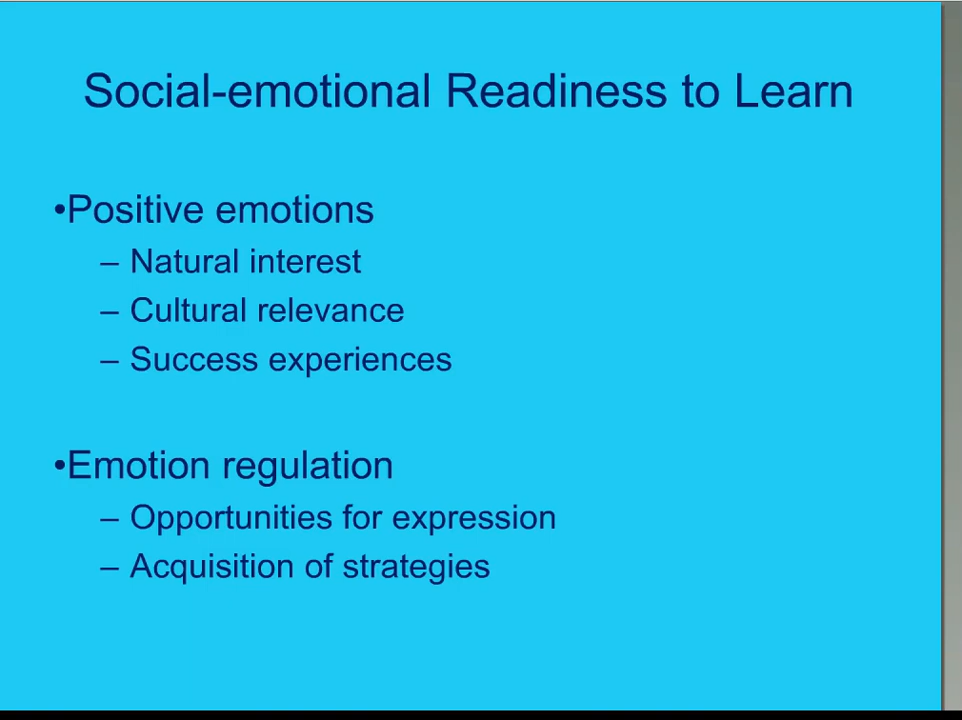 Social-emotional Readiness to Learn
•Positive emotions
– Natural interest
– Cultural relevance
– Success experiences
•Emotion regulation
– Opportunities for expression
– Acquisition of strategies